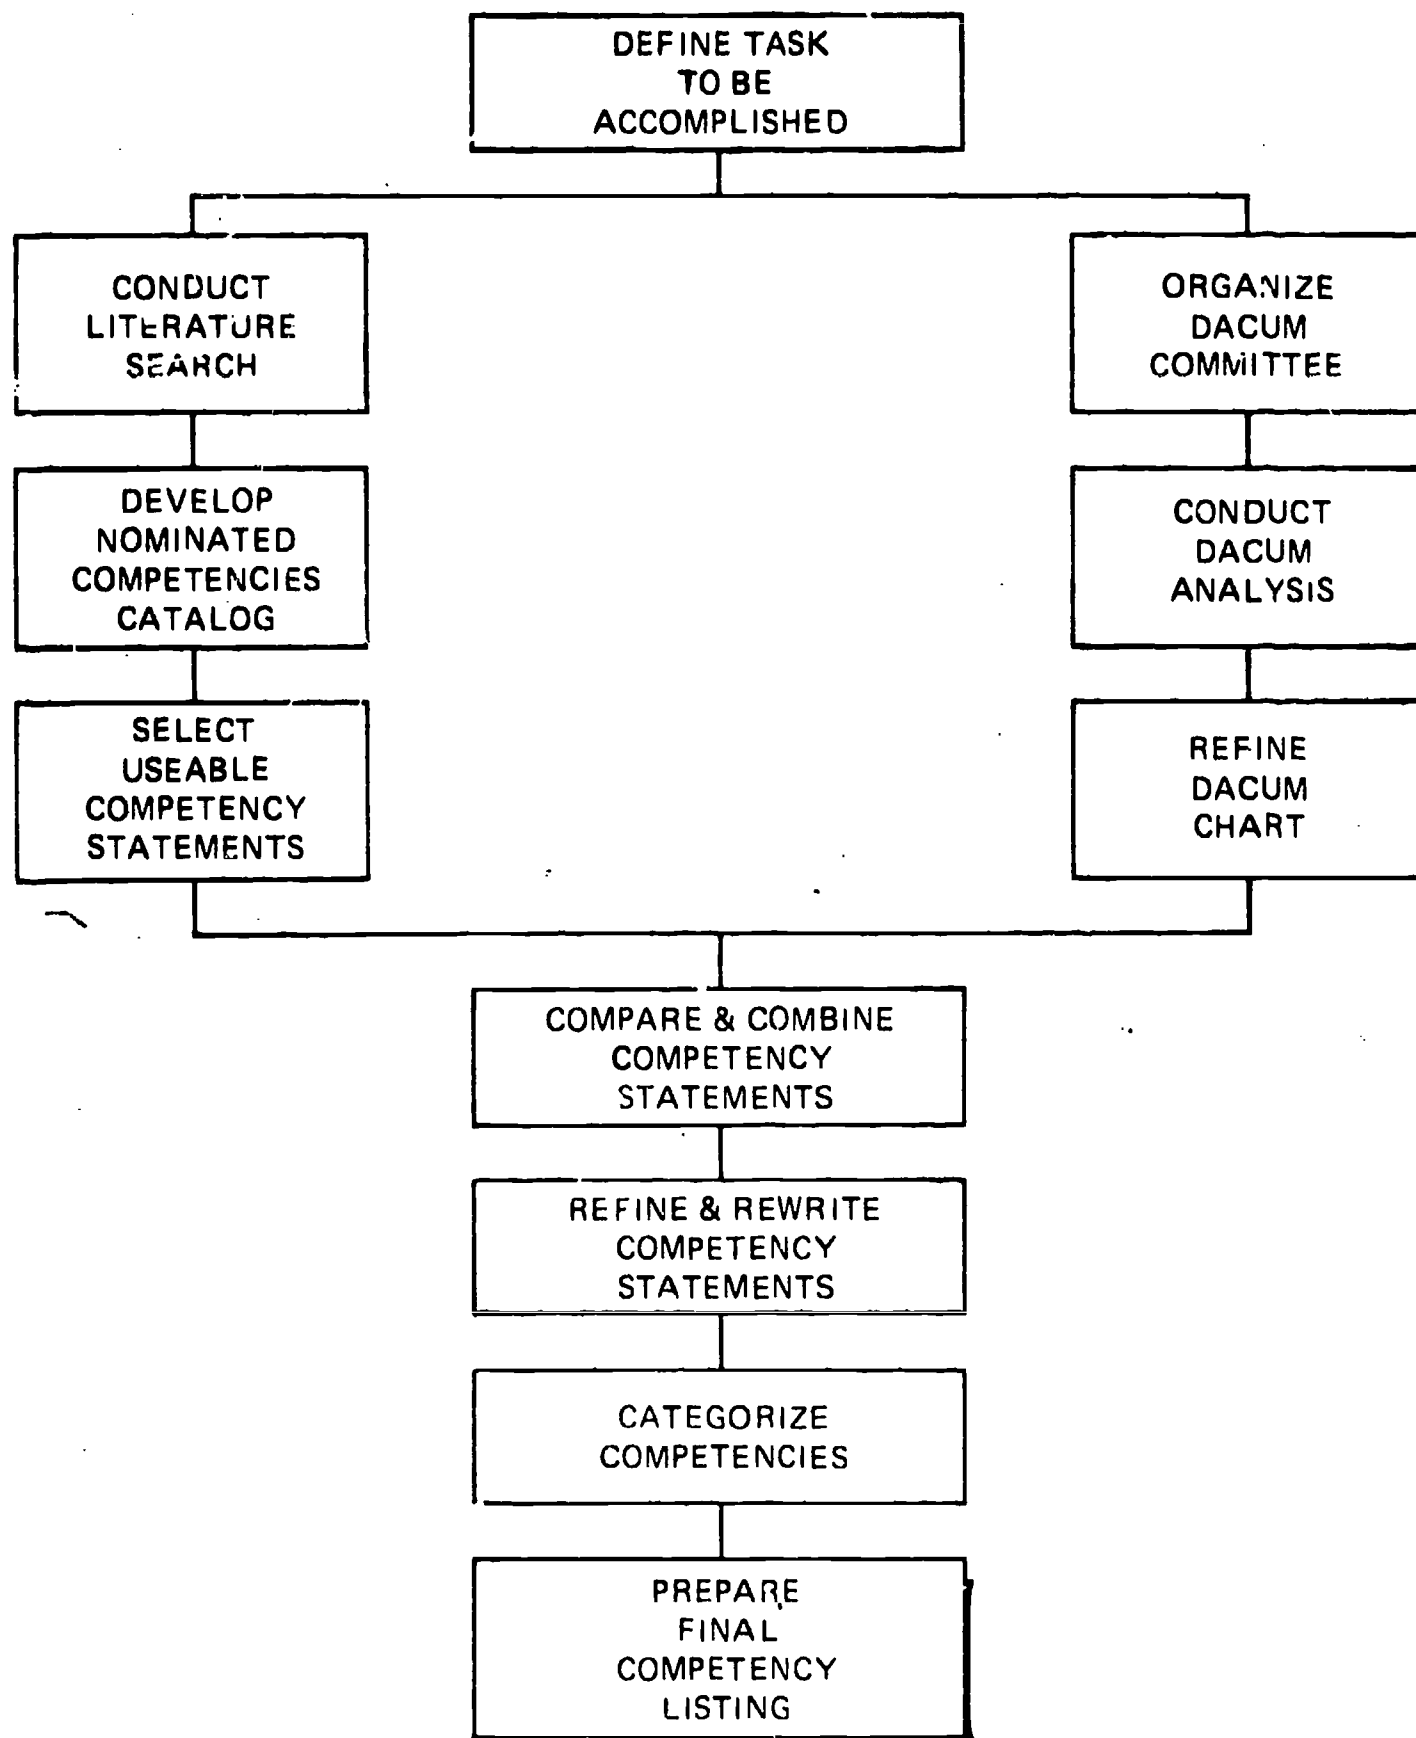 DEFINE TASK
TO BE
ACCOMPLISHED
CONDUCT
LITERATURE
SEARCH
ORGANIZE
DACUM
COMMITTEE
DEVELOP
NOMINATED
COMPETENCIES
CATALOG
CONDUCT
DACUM
ANALYSIS
SELECT
USEABLE
COMPETENCY
STATEMENTS
REFINE
DACUM
CHART
COMPARE & COMBINE
COMPETENCY
STATEMENTS
REFINE & REWRITE
COMPETENCY
STATEMENTS
CATEGORIZE
COMPETENCIES
PREPARE
FINAL
COMPETENCY
LISTING